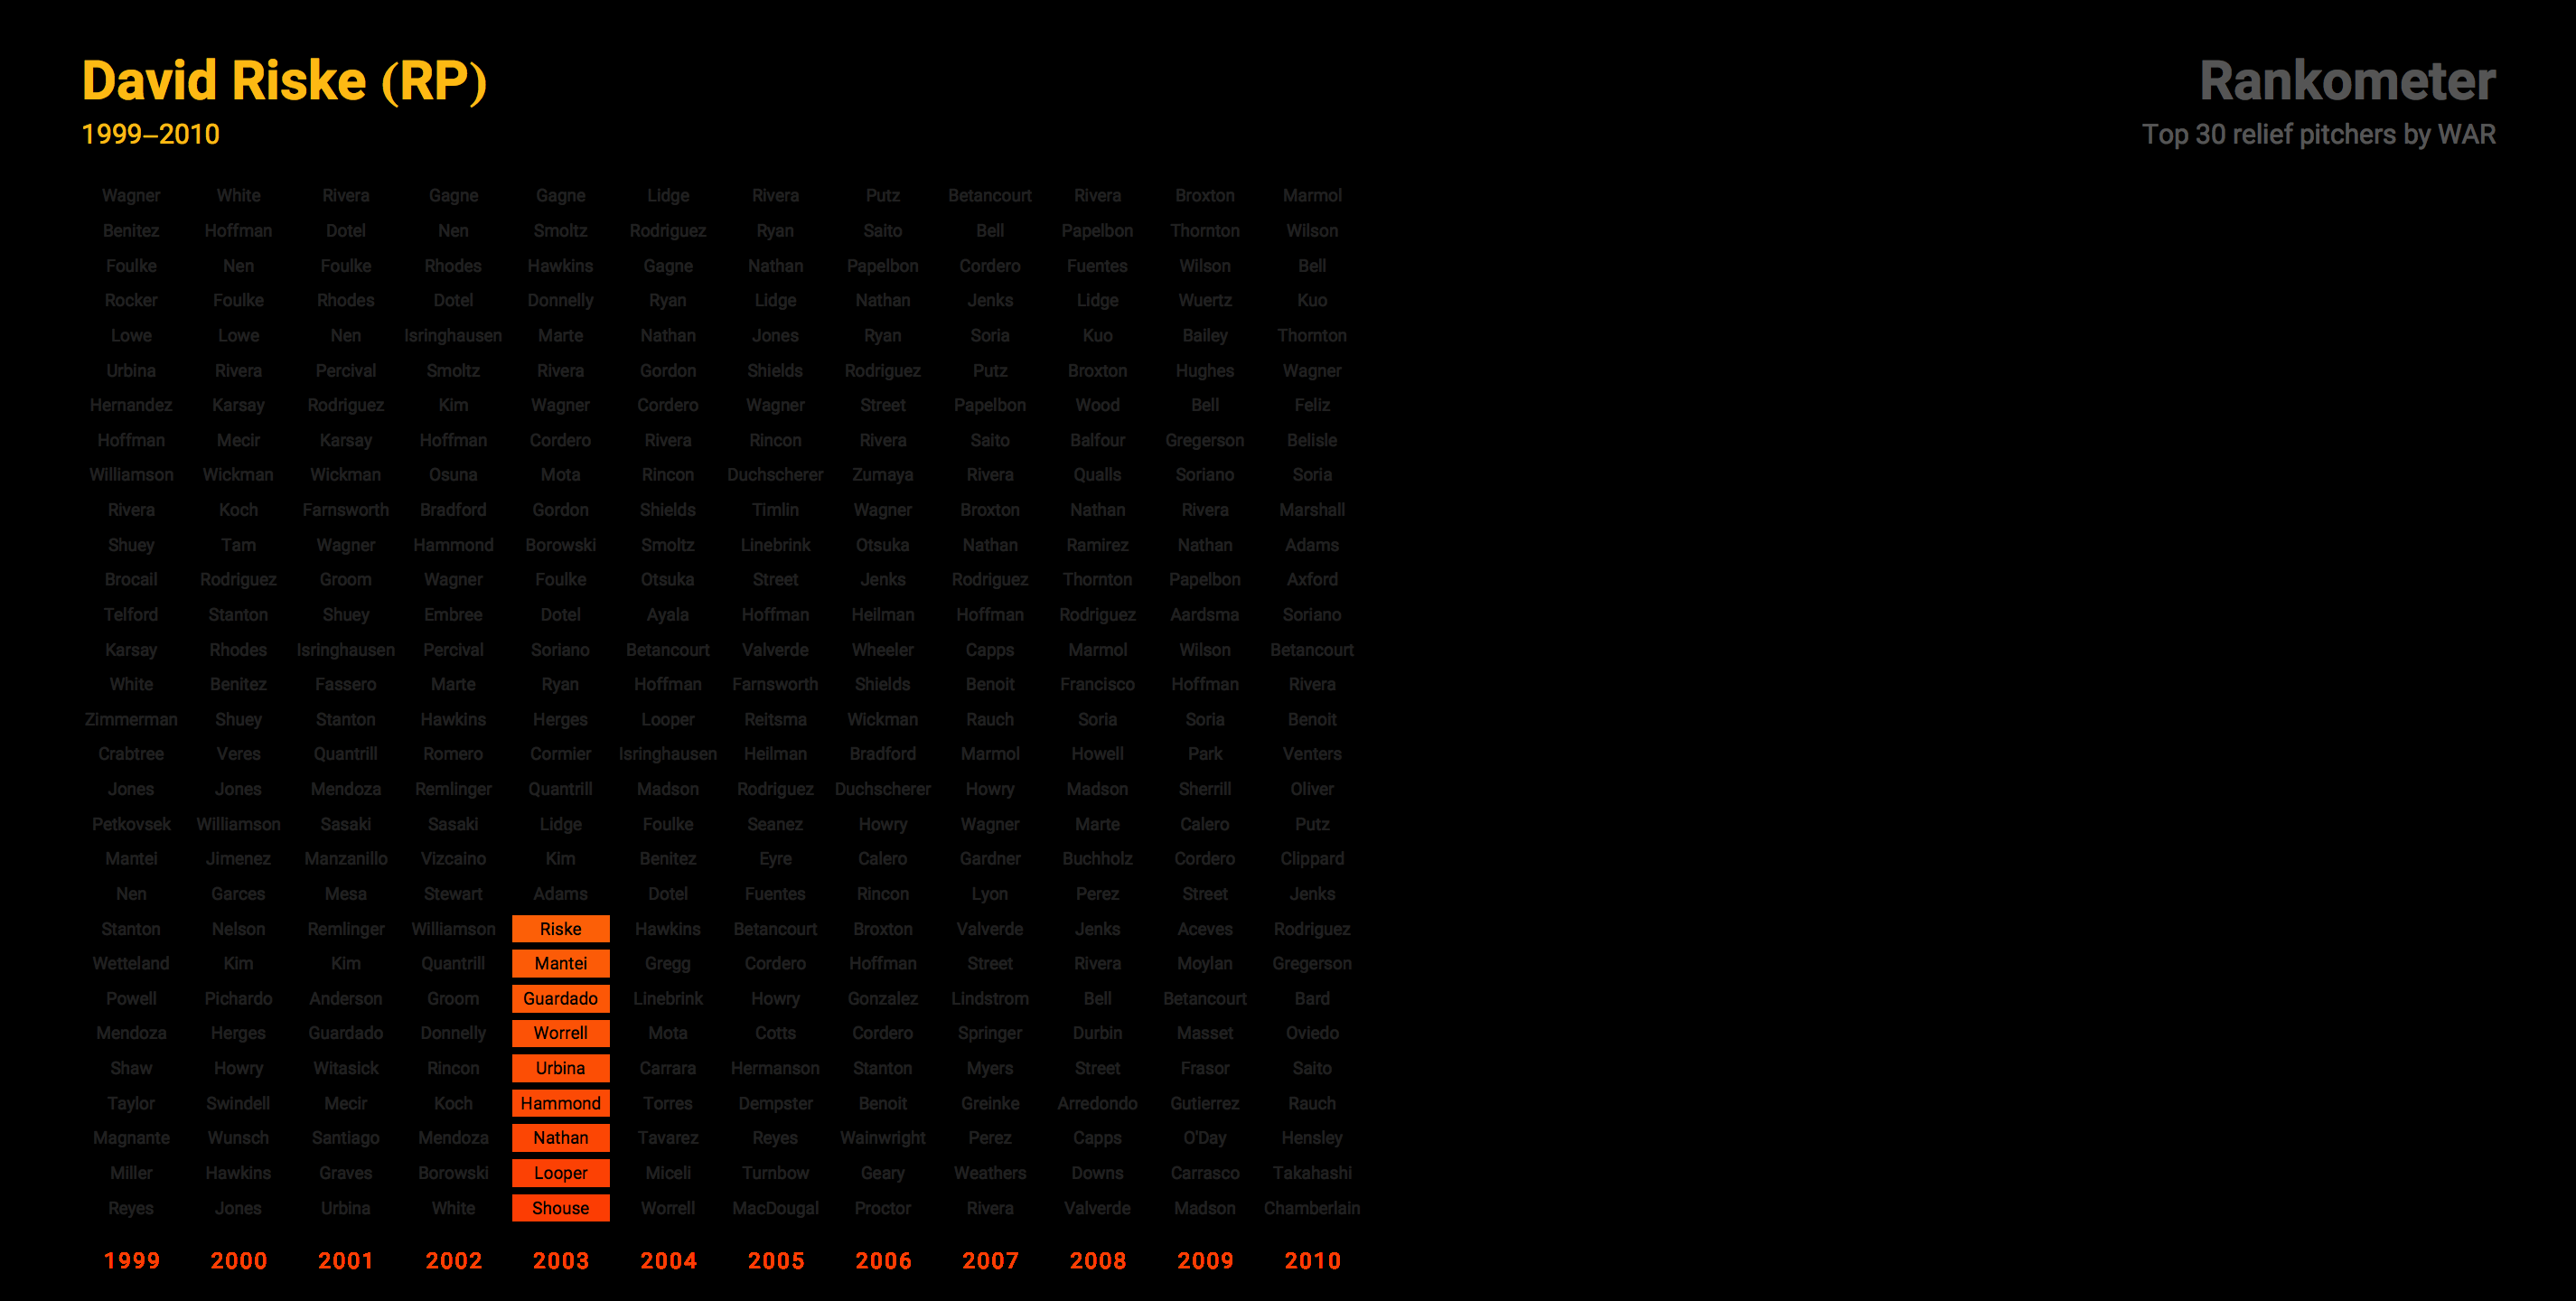 David Riske (RP)
1999–2010
Rankometer
Top 30 relief pitchers by WAR
Wagner White Rivera Gagne Gagne Lidge Rivera Putz Betancourt Rivera Broxton Marmol
Benitez Hoffman Dotel Nen Smoltz Rodriguez Ryan Saito Bell Papelbon Thornton Wilson
Foulke Nen Foulke Rhodes Hawkins Gagne Nathan Papelbon Cordero Fuentes Wilson Bell
Rocker Foulke Rhodes Dotel Donnelly Ryan Lidge Nathan Jenks Lidge Wuertz Kuo
Lowe Lowe Nen Isringhausen Marte Nathan Jones Ryan Soria Kuo Bailey Thornton
Urbina Rivera Percival Smoltz Rivera Gordon Shields Rodriguez Putz Broxton Hughes Wagner
Hernandez Karsay Rodriguez Kim Wagner Cordero Wagner Street Papelbon Wood Bell Feliz
Hoffman Mecir Karsay Hoffman Cordero Rivera Rincon Rivera Saito Balfour Gregerson Belisle
Williamson Wickman Wickman Osuna Mota Rincon Duchscherer Zumaya Rivera Qualls Soriano Soria
Rivera Koch Farnsworth Bradford Gordon Shields Timlin Wagner Broxton Nathan Rivera Marshall
Shuey Tam Wagner Hammond Borowski Smoltz Linebrink Otsuka Nathan Ramirez Nathan Adams
Brocail Rodriguez Groom Wagner Foulke Otsuka Street Jenks Rodriguez Thornton Papelbon Axford
Telford Stanton Shuey Embree Dotel Ayala Hoffman Heilman Hoffman Rodriguez Aardsma Soriano
Karsay Rhodes Isringhausen Percival Soriano Betancourt Valverde Wheeler Capps Marmol Wilson Betancourt
White Benitez Fassero Marte Ryan Hoffman Farnsworth Shields Benoit Francisco Hoffman Rivera
Zimmerman Shuey Stanton Hawkins Herges Looper Reitsma Wickman Rauch Soria Soria Benoit
Crabtree Veres Quantrill Romero Cormier Isringhausen Heilman Bradford Marmol Howell Park Venters
Jones Jones Mendoza Remlinger Quantrill Madson Rodriguez Duchscherer Howry Madson Sherrill Oliver
Petkovsek Williamson Sasaki Sasaki Lidge Foulke Seanez Howry Wagner Marte Calero Putz
Mantei Jimenez Manzanillo Vizcaino Kim Benitez Eyre Calero Gardner Buchholz Cordero Clippard
Nen Garces Mesa Stewart Adams Dotel Fuentes Rincon Lyon Perez Street Jenks
Stanton Nelson Remlinger Williamson Riske Hawkins Betancourt Broxton Valverde Jenks Aceves Rodriguez
Wetteland Kim Kim Quantrill Mantei Gregg Cordero Hoffman Street Rivera Moylan Gregerson
Powell Pichardo Anderson Groom Guardado Linebrink Howry Gonzalez Lindstrom Bell Betancourt Bard
Mendoza Herges Guardado Donnelly Worrell Mota Cotts Cordero Springer Durbin Masset Oviedo
Shaw Howry Witasick Rincon Urbina Carrara Hermanson Stanton Myers Street Frasor Saito
Taylor Swindell Mecir Koch Hammond Torres Dempster Benoit Greinke Arredondo Gutierrez Rauch
Magnante Wunsch Santiago Mendoza Nathan Tavarez Reyes Wainwright Perez Capps O'Day Hensley
Miller Hawkins Graves Borowski Looper Miceli Turnbow Geary Weathers Downs Carrasco Takahashi
Reyes Jones Urbina White Shouse Worrell MacDougal Proctor Rivera Valverde Madson Chamberlain
1999 2000 2001 2002 2003 2004 2005 2006 2007 2008 2009 2010